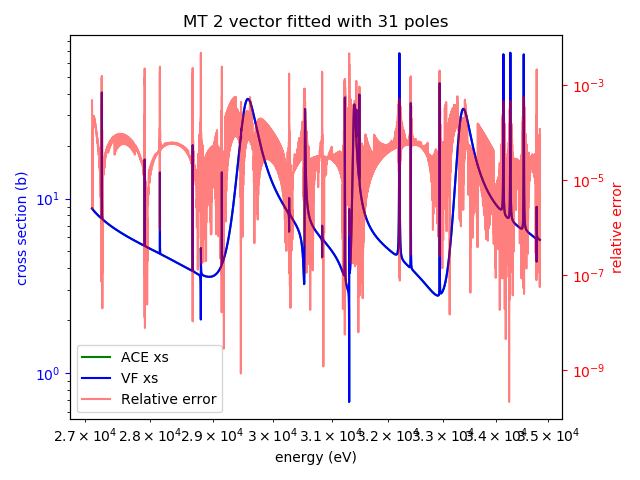 MT 2 vector fitted with 31 poles
cross section (b)
10¹
10⁰
ACE xs
VF xs
Relative error
10⁻³
10⁻⁵
10⁻⁷
10⁻⁹
relative error
2.7 × 10⁴ 2.8 × 10⁴ 2.9 × 10⁴ 3 × 10⁴ 3.1 × 10⁴ 3.2 × 10⁴ 3.3 × 10⁴ 3.4 × 10⁴ 3.5 × 10⁴
energy (eV)